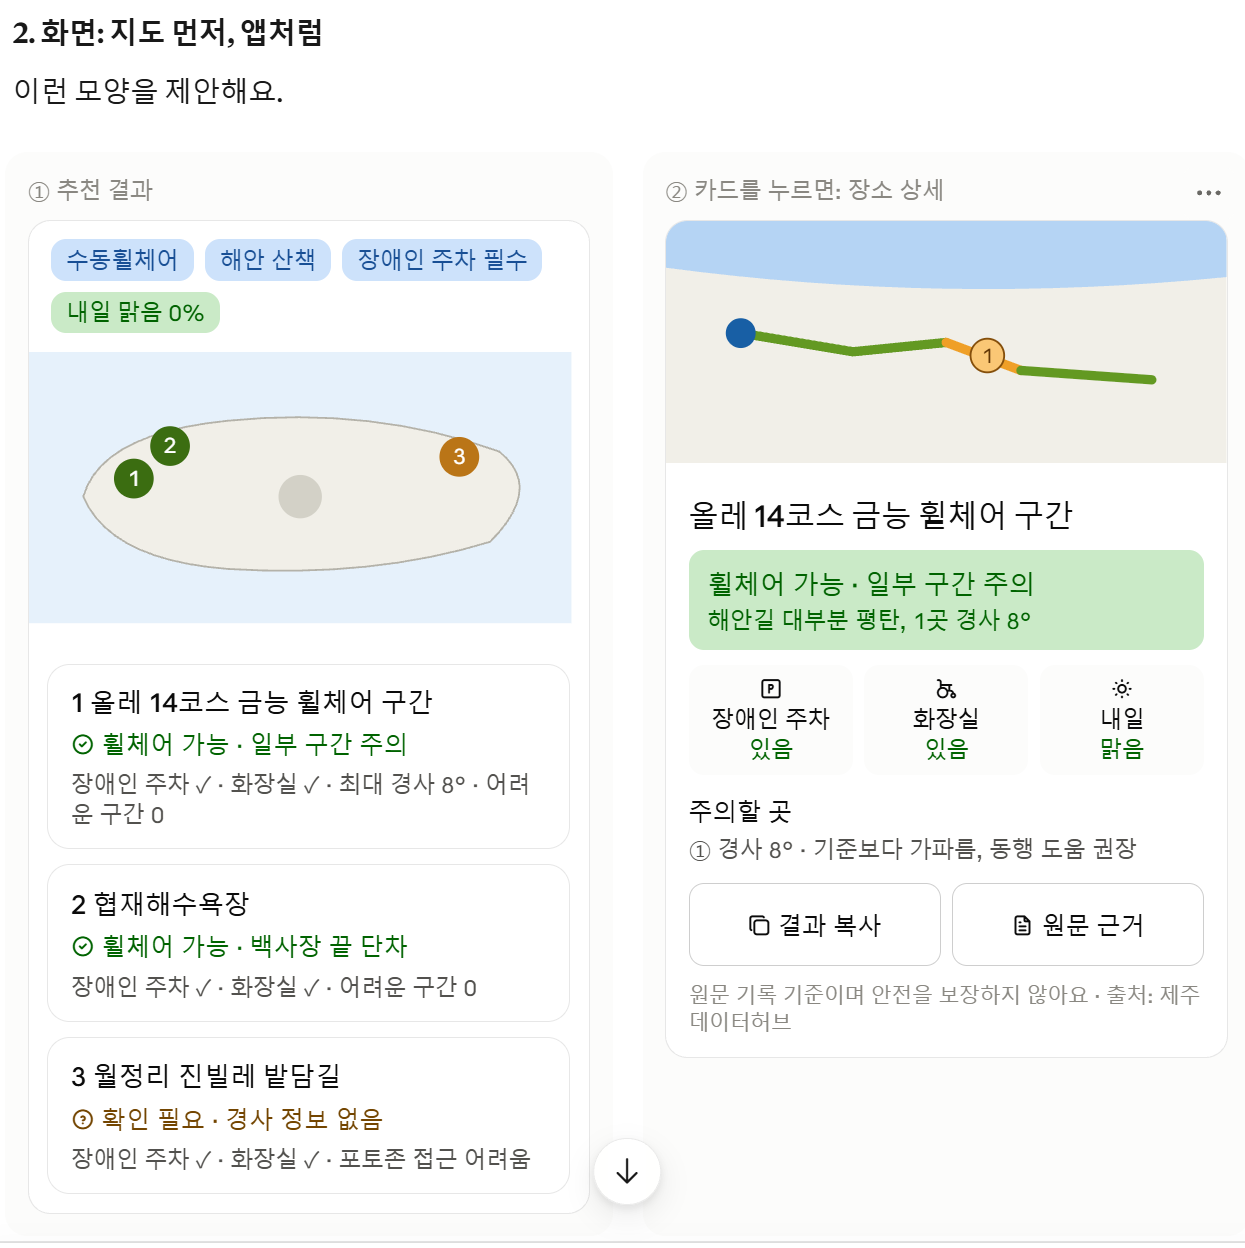 2. 화면: 지도 먼저, 앱처럼
이런 모양을 제안해요.
① 추천 결과
수동휠체어
해안 산책
장애인 주차 필수
내일 맑음 0%
2
1
3
1 올레 14코스 금능 휠체어 구간
휠체어 가능 · 일부 구간 주의
장애인 주차 ✓ · 화장실 ✓ · 최대 경사 8° · 어려
운 구간 0
2 협재해수욕장
휠체어 가능 · 백사장 끝 단차
장애인 주차 ✓ · 화장실 ✓ · 어려운 구간 0
3 월정리 진빌레 밭담길
확인 필요 · 경사 정보 없음
장애인 주차 ✓ · 화장실 ✓ · 포토존 접근 어려움
② 카드를 누르면: 장소 상세
1
올레 14코스 금능 휠체어 구간
휠체어 가능 · 일부 구간 주의
해안길 대부분 평탄, 1곳 경사 8°
P
장애인 주차
있음
화장실
있음
내일
맑음
주의할 곳
① 경사 8° · 기준보다 가파름, 동행 도움 권장
결과 복사
원문 근거
원문 기록 기준이며 안전을 보장하지 않아요 · 출처: 제주
데이터허브